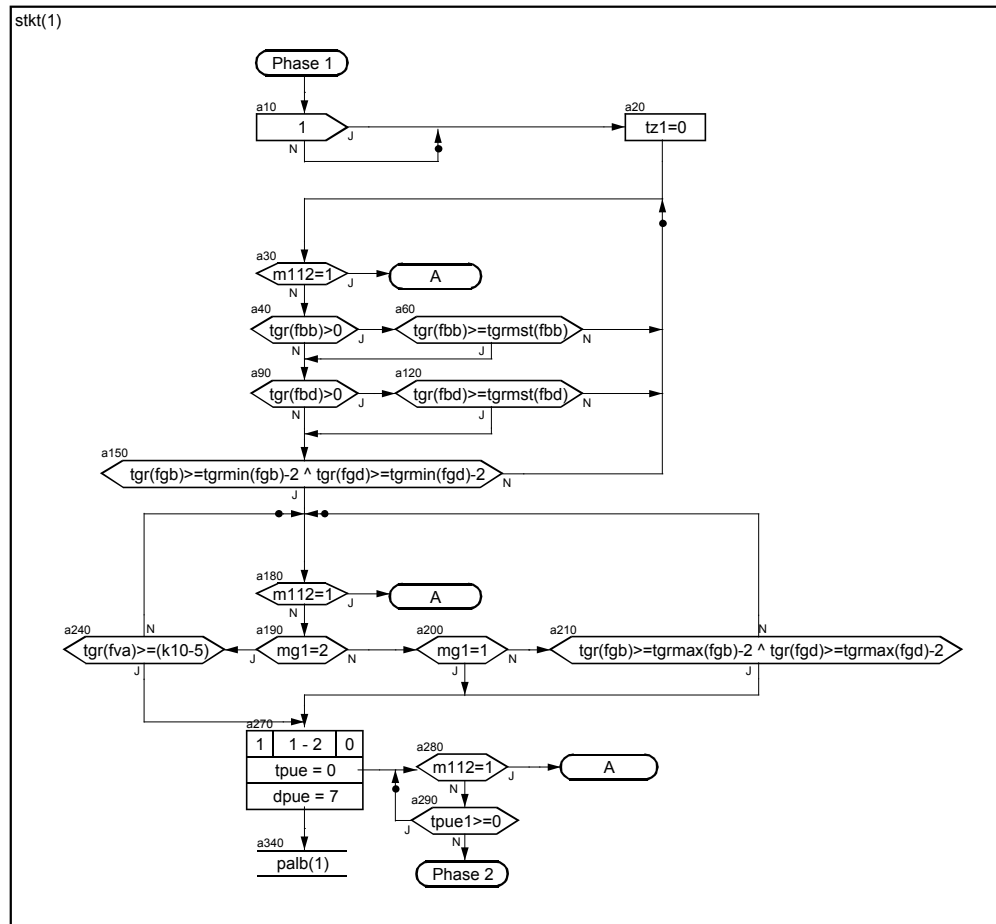 stkt(1)
Phase 1
a10
1
J
N
a20
tz1=0
a30
m112=1
J
N
A
a40
tgr(fbb)>0
J
N
a60
tgr(fbb)>=tgrmst(fbb)
N
J
a90
tgr(fbd)>0
J
N
a120
tgr(fbd)>=tgrmst(fbd)
N
J
a150
tgr(fgb)>=tgrmin(fgb)-2 ^ tgr(fgd)>=tgrmin(fgd)-2
N
J
a180
m112=1
J
N
A
a240
N
tgr(fva)>=(k10-5)
J
a190
mg1=2
J
N
a200
mg1=1
N
J
a210
N
tgr(fgb)>=tgrmax(fgb)-2 ^ tgr(fgd)>=tgrmax(fgd)-2
J
a270
1 1 - 2 0
tpue = 0
dpue = 7
a280
m112=1
J
N
A
a290
tpue1>=0
J
N
a340
palb(1)
Phase 2